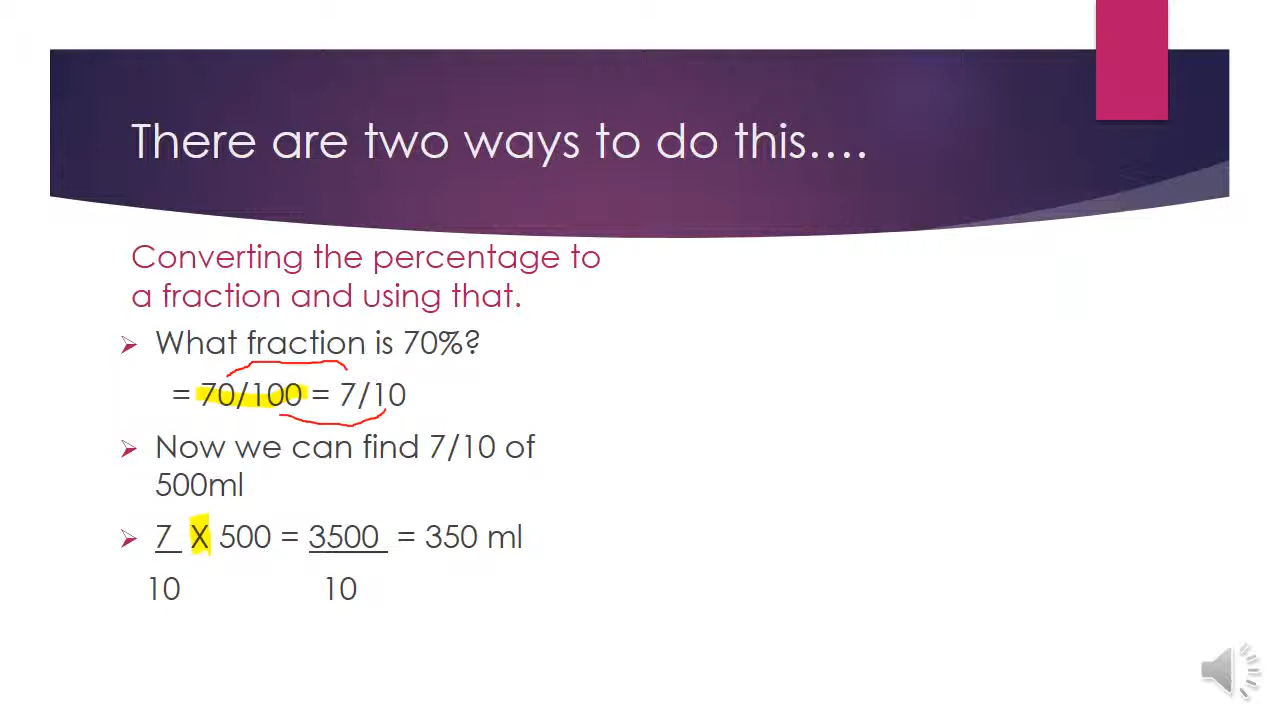 There are two ways to do this....
Converting the percentage to
a fraction and using that.
What fraction is 70%?
= 70/100 = 7/10
Now we can find 7/10 of
500ml
7 X 500 = 3500 = 350 ml
10 10